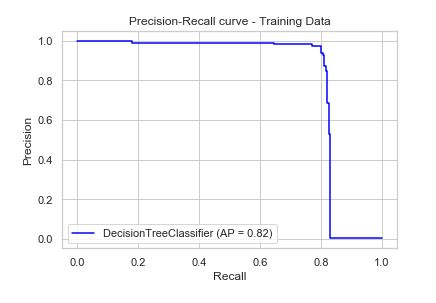 Precision-Recall curve - Training Data
Precision
1.0
0.8
0.6
0.4
0.2
0.0
DecisionTreeClassifier (AP = 0.82)
0.0 0.2 0.4 0.6 0.8 1.0
Recall